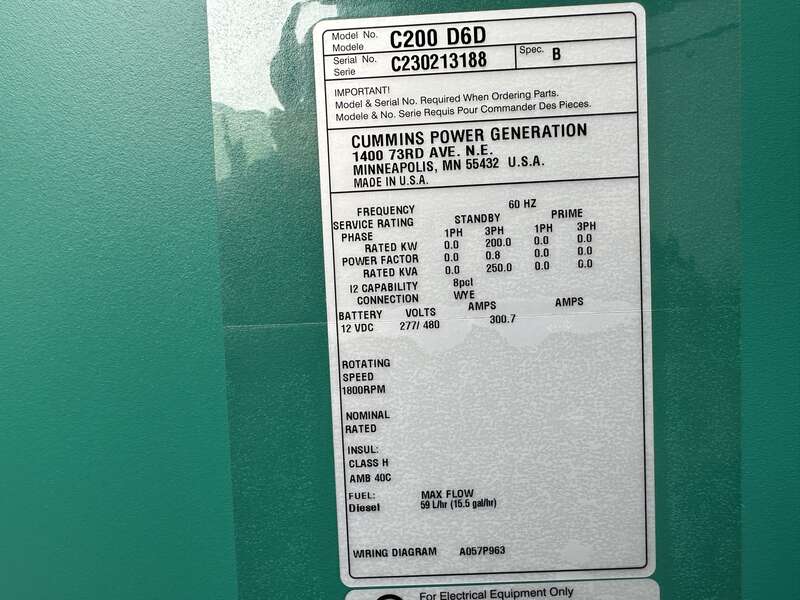 Model No. C200 D6D
Modele
Serial No. C230213188 Spec. B
Serie
IMPORTANT!
Model & Serial No. Required When Ordering Parts.
Modele & No. Serie Requis Pour Commander Des Pieces.
CUMMINS POWER GENERATION
1400 73RD AVE. N.E.
MINNEAPOLIS, MN 55432 U.S.A.
MADE IN U.S.A.
FREQUENCY 60 HZ
SERVICE RATING STANDBY PRIME
PHASE 1PH 3PH 1PH 3PH
RATED KW 0.0 200.0 0.0 0.0
POWER FACTOR 0.0 0.8 0.0 0.0
RATED KVA 0.0 250.0 0.0 0.0
I2 CAPABILITY 8pct
CONNECTION WYE
BATTERY VOLTS AMPS AMPS
12 VDC 277/ 480 300.7
ROTATING
SPEED
1800RPM
NOMINAL
RATED
INSUL:
CLASS H
AMB 40C
FUEL: MAX FLOW
Diesel 59 L/hr (15.5 gal/hr)
WIRING DIAGRAM A057P963
For Electrical Equipment Only